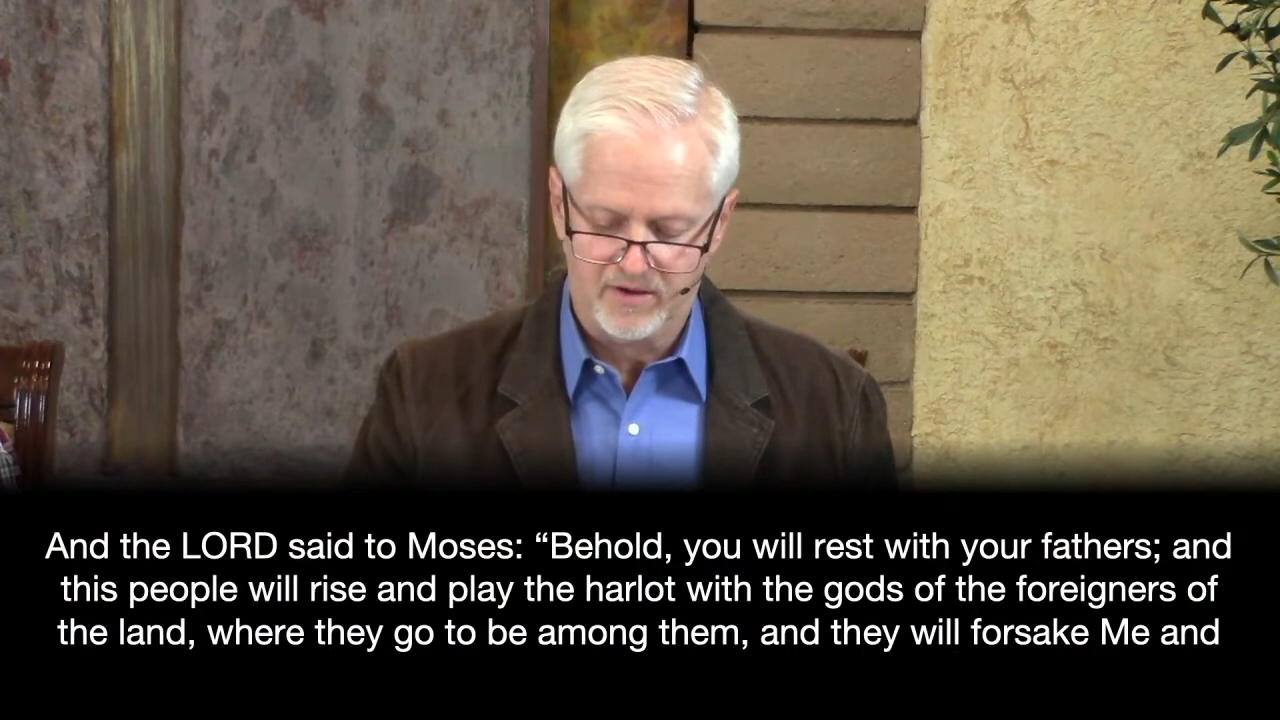 And the LORD said to Moses: “Behold, you will rest with your fathers; and
this people will rise and play the harlot with the gods of the foreigners of
the land, where they go to be among them, and they will forsake Me and